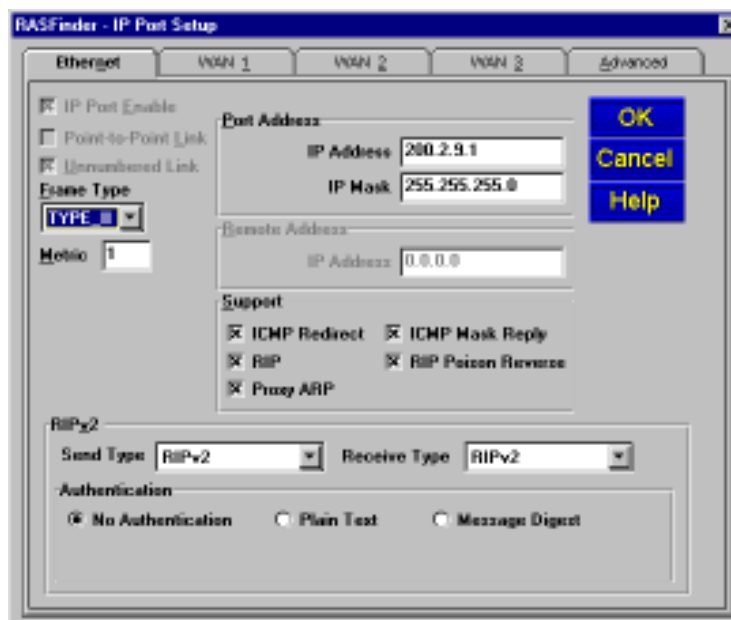 RASFinder - IP Port Setup
Ethernet WAN 1 WAN 2 WAN 3 Advanced
IP Port Enable
Point-to-Point Link
Unnumbered Link
Frame Type
TYPE_II
Metric 1
Port Address
IP Address 200.2.9.1
IP Mask 255.255.255.0
Remote Address
IP Address 0.0.0.0
Support
ICMP Redirect ICMP Mask Reply
RIP RIP Poison Reverse
Proxy ARP
OK
Cancel
Help
RIPv2
Send Type RIPv2 Receive Type RIPv2
Authentication
No Authentication Plain Text Message Digest